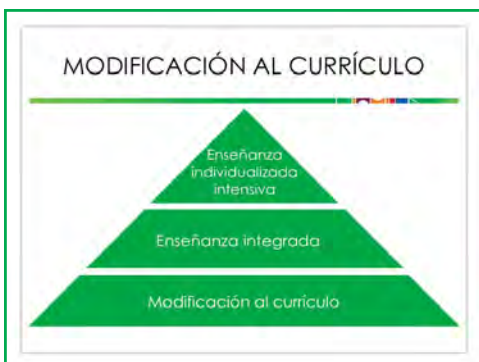 MODIFICACIÓN AL CURRÍCULO
Enseñanza
individualizada
intensiva
Enseñanza integrada
Modificación al currículo